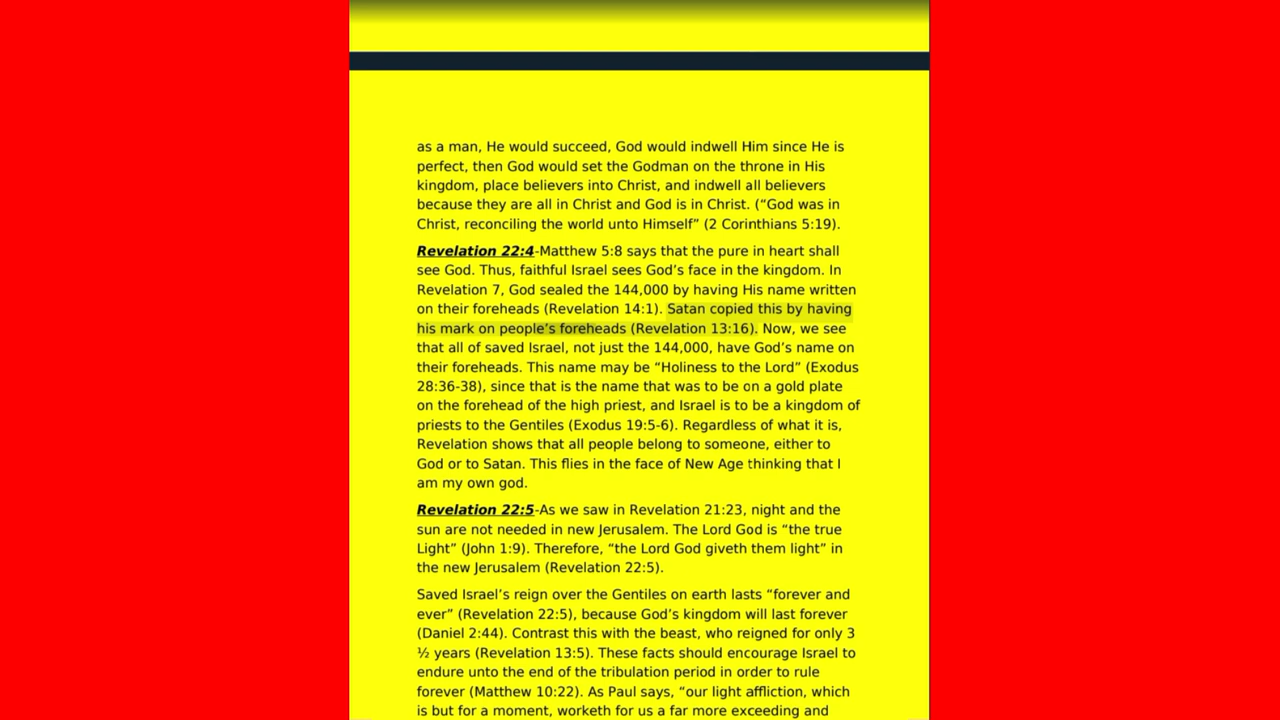 as a man, He would succeed, God would indwell Him since He is
perfect, then God would set the Godman on the throne in His
kingdom, place believers into Christ, and indwell all believers
because they are all in Christ and God is in Christ. (“God was in
Christ, reconciling the world unto Himself” (2 Corinthians 5:19).
Revelation 22:4-Matthew 5:8 says that the pure in heart shall
see God. Thus, faithful Israel sees God’s face in the kingdom. In
Revelation 7, God sealed the 144,000 by having His name written
on their foreheads (Revelation 14:1). Satan copied this by having
his mark on people’s foreheads (Revelation 13:16). Now, we see
that all of saved Israel, not just the 144,000, have God’s name on
their foreheads. This name may be “Holiness to the Lord” (Exodus
28:36-38), since that is the name that was to be on a gold plate
on the forehead of the high priest, and Israel is to be a kingdom of
priests to the Gentiles (Exodus 19:5-6). Regardless of what it is,
Revelation shows that all people belong to someone, either to
God or to Satan. This flies in the face of New Age thinking that I
am my own god.
Revelation 22:5-As we saw in Revelation 21:23, night and the
sun are not needed in new Jerusalem. The Lord God is “the true
Light” (John 1:9). Therefore, “the Lord God giveth them light” in
the new Jerusalem (Revelation 22:5).
Saved Israel’s reign over the Gentiles on earth lasts “forever and
ever” (Revelation 22:5), because God’s kingdom will last forever
(Daniel 2:44). Contrast this with the beast, who reigned for only 3
½ years (Revelation 13:5). These facts should encourage Israel to
endure unto the end of the tribulation period in order to rule
forever (Matthew 10:22). As Paul says, “our light affliction, which
is but for a moment, worketh for us a far more exceeding and